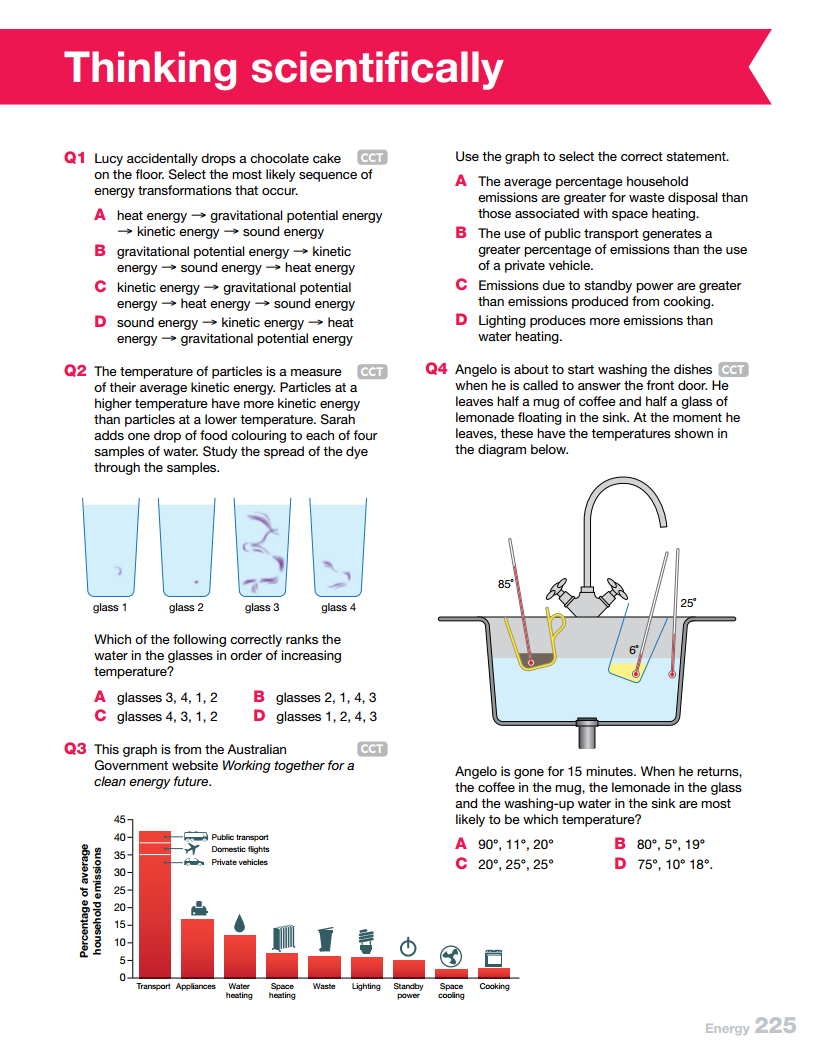 Thinking scientifically
Q1 Lucy accidentally drops a chocolate cake CCT
on the floor. Select the most likely sequence of
energy transformations that occur.
A heat energy → gravitational potential energy
→ kinetic energy → sound energy
B gravitational potential energy → kinetic
energy → sound energy → heat energy
C kinetic energy → gravitational potential
energy → heat energy → sound energy
D sound energy → kinetic energy → heat
energy → gravitational potential energy
Q2 The temperature of particles is a measure CCT
of their average kinetic energy. Particles at a
higher temperature have more kinetic energy
than particles at a lower temperature. Sarah
adds one drop of food colouring to each of four
samples of water. Study the spread of the dye
through the samples.
glass 1 glass 2 glass 3 glass 4
Which of the following correctly ranks the
water in the glasses in order of increasing
temperature?
A glasses 3, 4, 1, 2 B glasses 2, 1, 4, 3
C glasses 4, 3, 1, 2 D glasses 1, 2, 4, 3
Q3 This graph is from the Australian CCT
Government website Working together for a
clean energy future.
Percentage of average
household emissions
45
40
35
30
25
20
15
10
5
0
Public transport
Domestic flights
Private vehicles
Transport Appliances Water Space Waste Lighting Standby Space Cooking
heating heating power cooling
Use the graph to select the correct statement.
A The average percentage household
emissions are greater for waste disposal than
those associated with space heating.
B The use of public transport generates a
greater percentage of emissions than the use
of a private vehicle.
C Emissions due to standby power are greater
than emissions produced from cooking.
D Lighting produces more emissions than
water heating.
Q4 Angelo is about to start washing the dishes CCT
when he is called to answer the front door. He
leaves half a mug of coffee and half a glass of
lemonade floating in the sink. At the moment he
leaves, these have the temperatures shown in
the diagram below.
85°
25°
6°
Angelo is gone for 15 minutes. When he returns,
the coffee in the mug, the lemonade in the glass
and the washing-up water in the sink are most
likely to be which temperature?
A 90°, 11°, 20° B 80°, 5°, 19°
C 20°, 25°, 25° D 75°, 10° 18°.
Energy 225